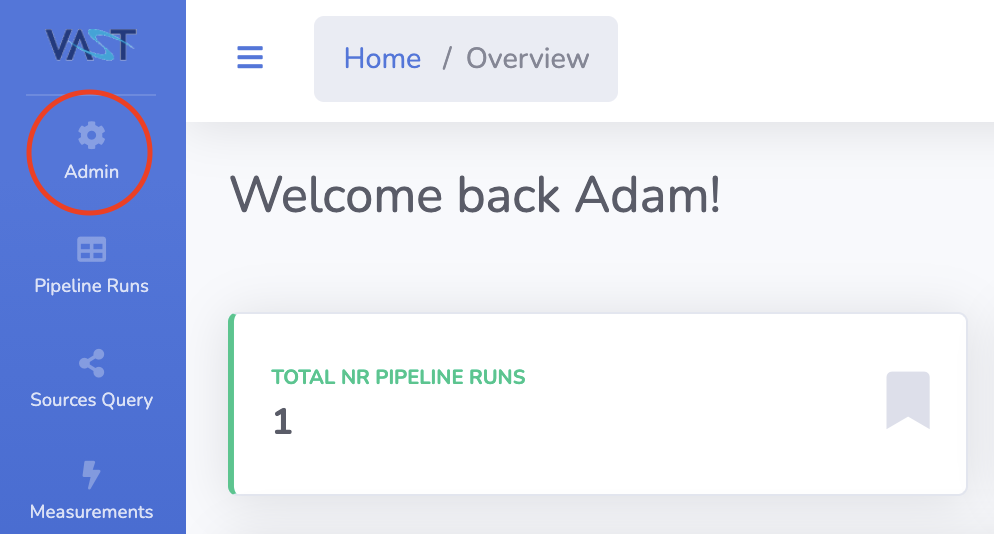 VAST
Home / Overview
Admin
Welcome back Adam!
Pipeline Runs
TOTAL NR PIPELINE RUNS
1
Sources Query
Measurements